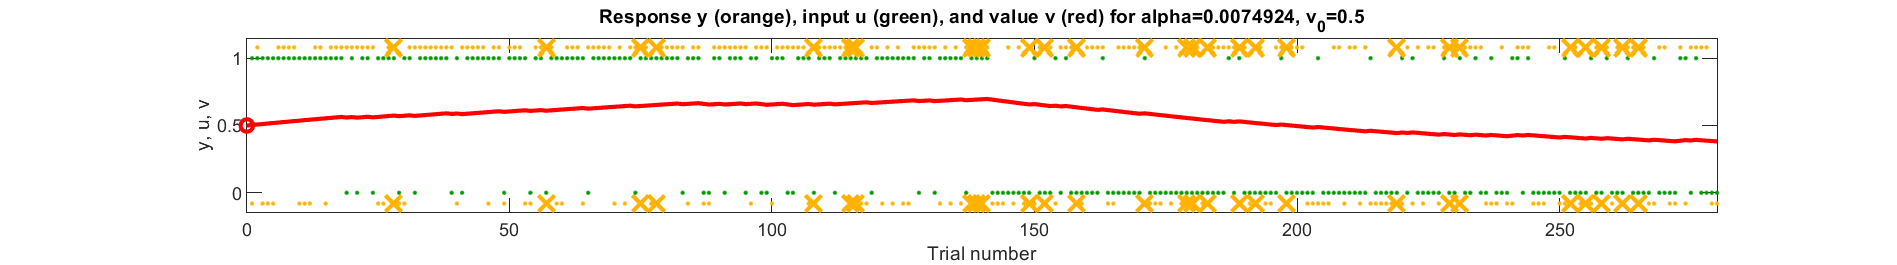 Response y (orange), input u (green), and value v (red) for alpha=0.0074924, v0=0.5
1
0.5
0
y, u, v
0 50 100 150 200 250
Trial number